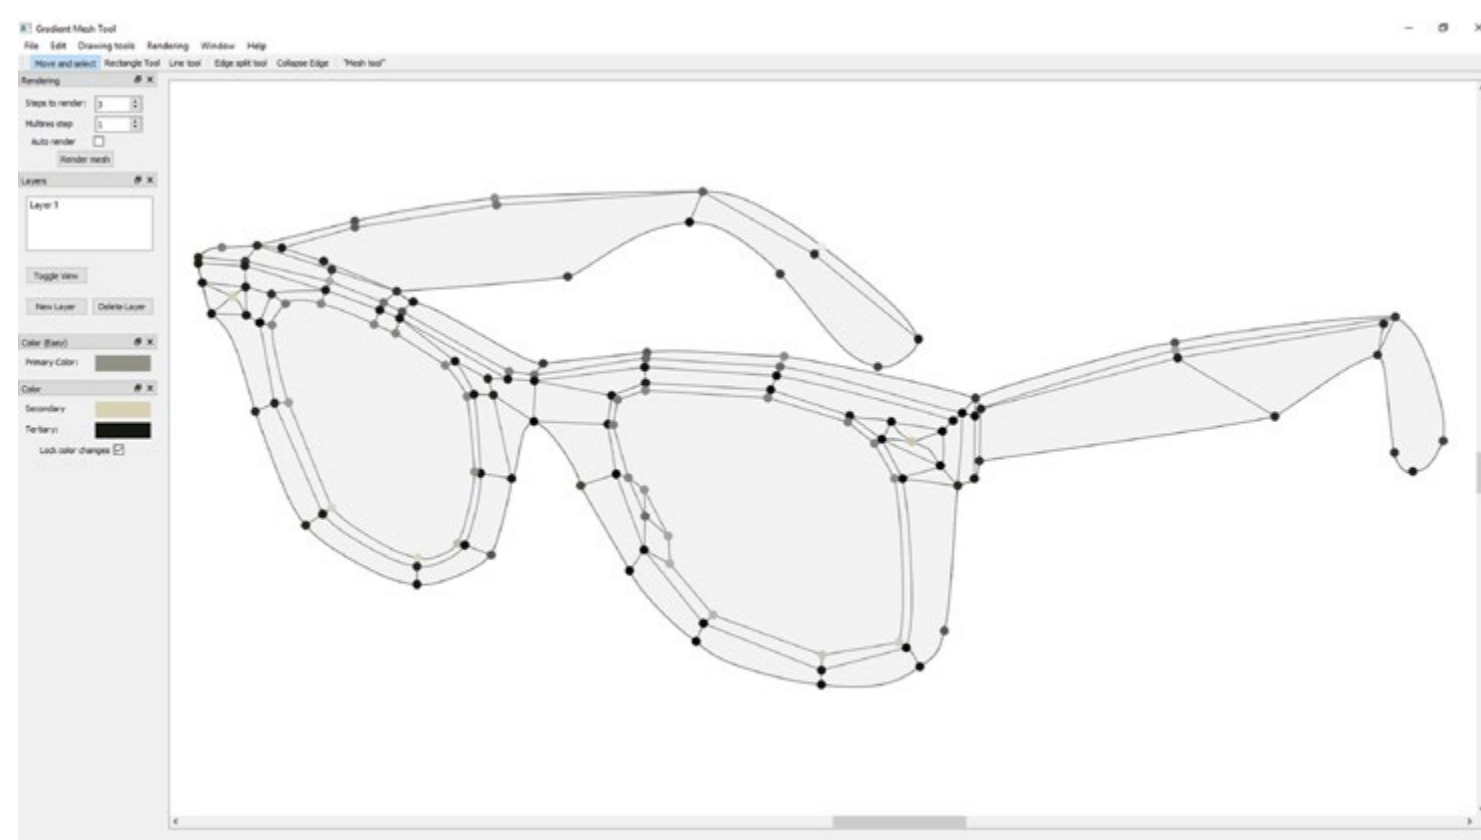 Gradient Mesh Tool
File Edit Drawing tools Rendering Window Help
Move and select Rectangle Tool Line tool Edge split tool Collapse Edge "Mesh tool"
Rendering
Steps to render: 3
Multires step 1
Auto render
Render mesh
Layers
Layer 1
Toggle View
New Layer Delete Layer
Color (Easy)
Primary Color:
Color
Secondary
Tertiary:
Lock color changes